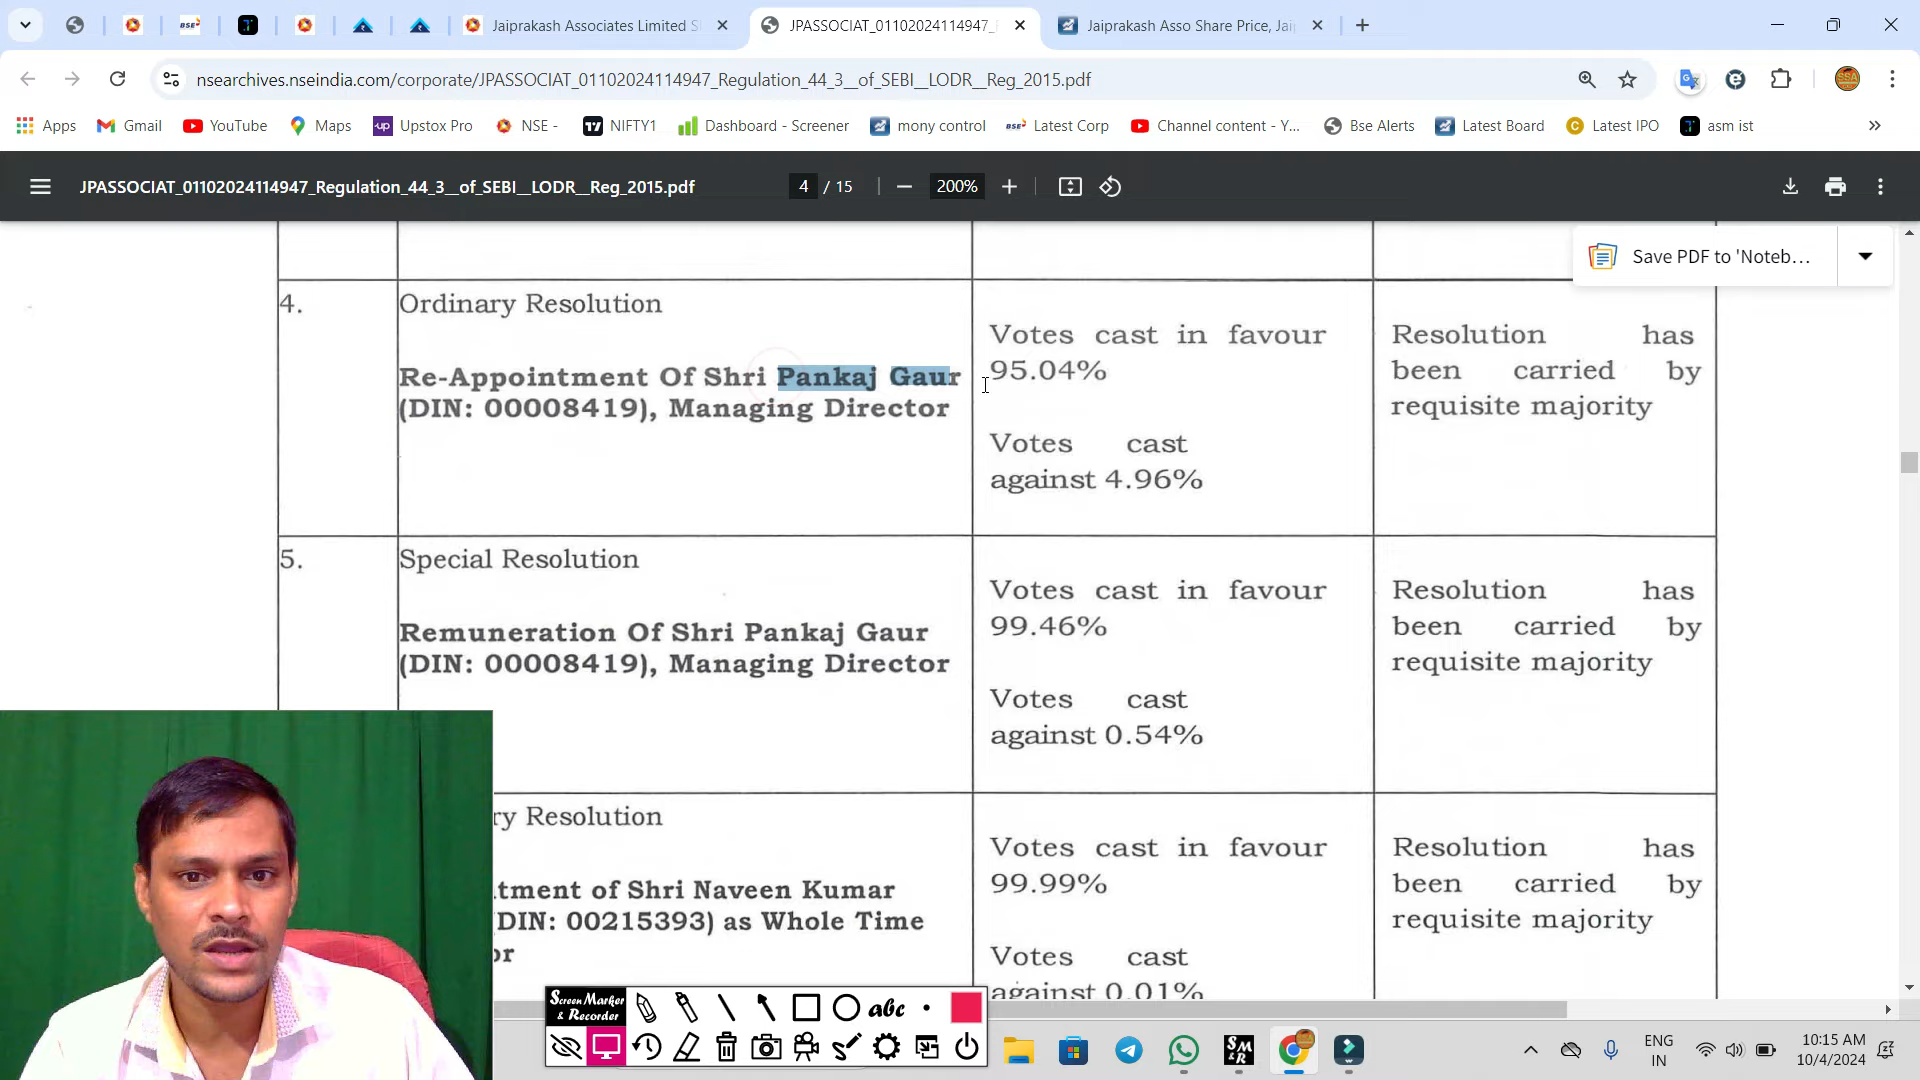 Jaiprakash Associates Limited S
JPASSOCIAT_01102024114947_
Jaiprakash Asso Share Price, Jai
nsearchives.nseindia.com/corporate/JPASSOCIAT_01102024114947_Regulation_44_3__of_SEBI__LODR__Reg_2015.pdf
SSA
Apps
Gmail
YouTube
Maps
up
Upstox Pro
NSE -
NIFTY1
Dashboard - Screener
mony control
BSE
Latest Corp
Channel content - Y...
Bse Alerts
Latest Board
Latest IPO
asm ist
JPASSOCIAT_01102024114947_Regulation_44_3__of_SEBI__LODR__Reg_2015.pdf
4 / 15
200%
Save PDF to 'Noteb...
4.
Ordinary Resolution
Re-Appointment Of Shri Pankaj Gaur
(DIN: 00008419), Managing Director
Votes cast in favour
95.04%
Votes cast
against 4.96%
Resolution has
been carried by
requisite majority
5.
Special Resolution
Remuneration Of Shri Pankaj Gaur
(DIN: 00008419), Managing Director
Votes cast in favour
99.46%
Votes cast
against 0.54%
Resolution has
been carried by
requisite majority
ry Resolution
tment of Shri Naveen Kumar
(DIN: 00215393) as Whole Time
or
Votes cast in favour
99.99%
Votes cast
against 0.01%
Resolution has
been carried by
requisite majority
Screen Marker
& Recorder
abc
SM
&R
ENG
IN
10:15 AM
10/4/2024